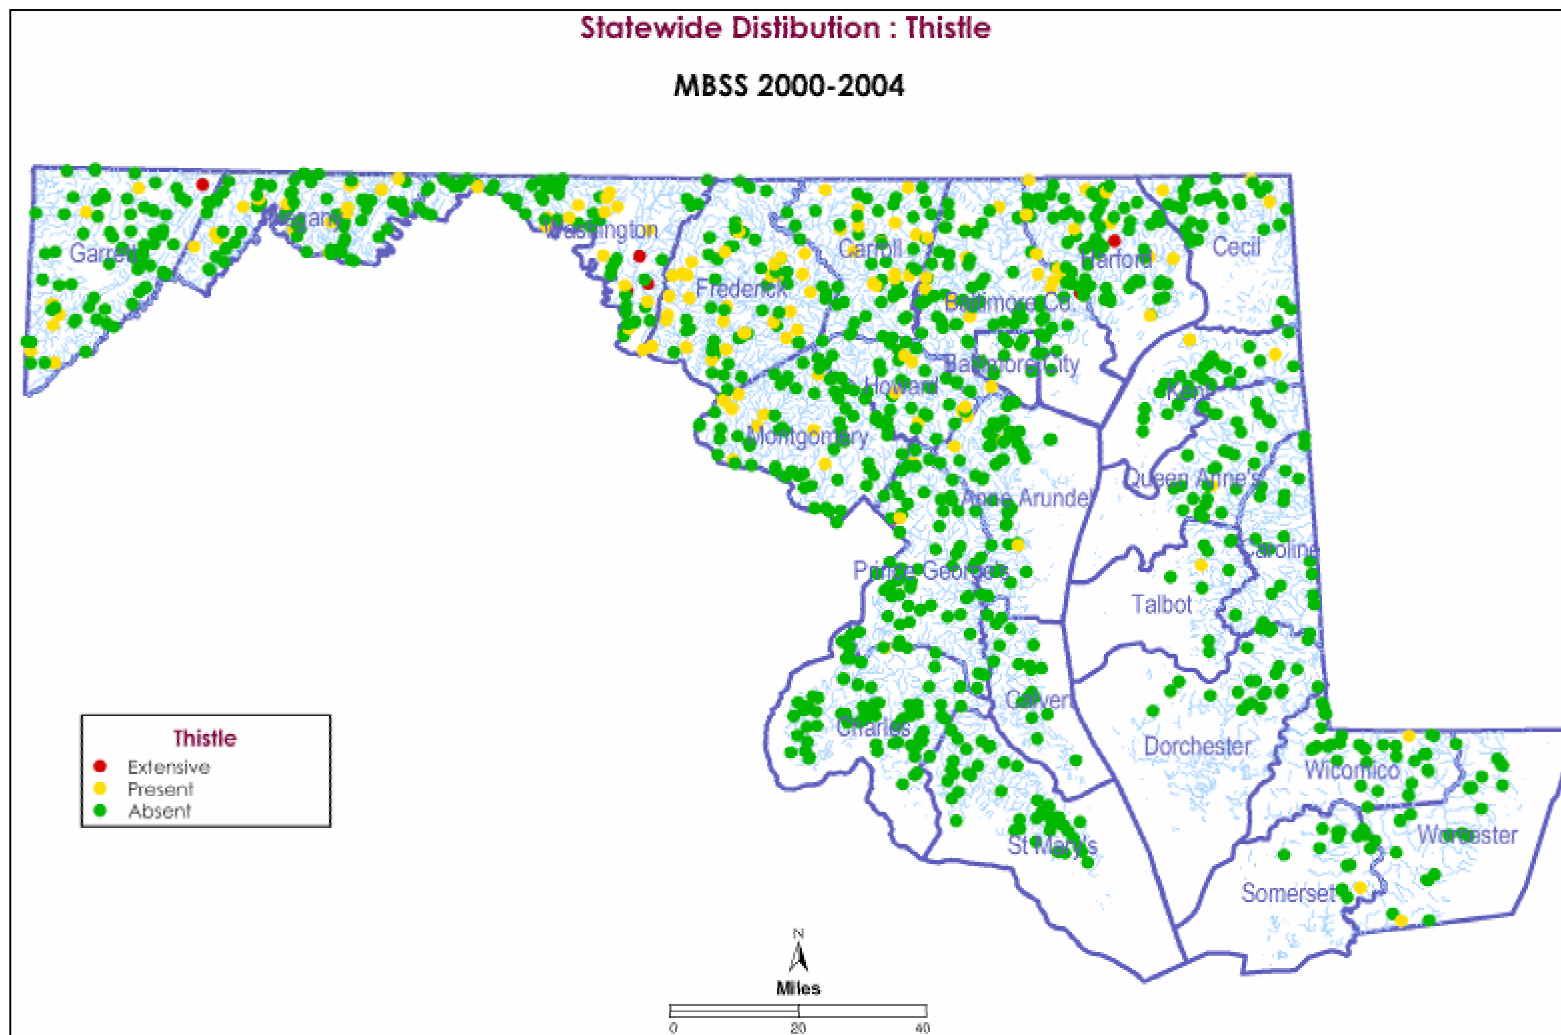 Statewide Distibution : Thistle
MBSS 2000-2004
Garrett
Allegany
Washington
Frederick
Carroll
Baltimore Co.
Harford
Cecil
Baltimore City
Howard
Kent
Montgomery
Queen Anne's
Anne Arundel
Caroline
Prince George's
Talbot
Calvert
Charles
Dorchester
Wicomico
Worcester
St Mary's
Somerset
Thistle
Extensive
Present
Absent
N
Miles
0 20 40